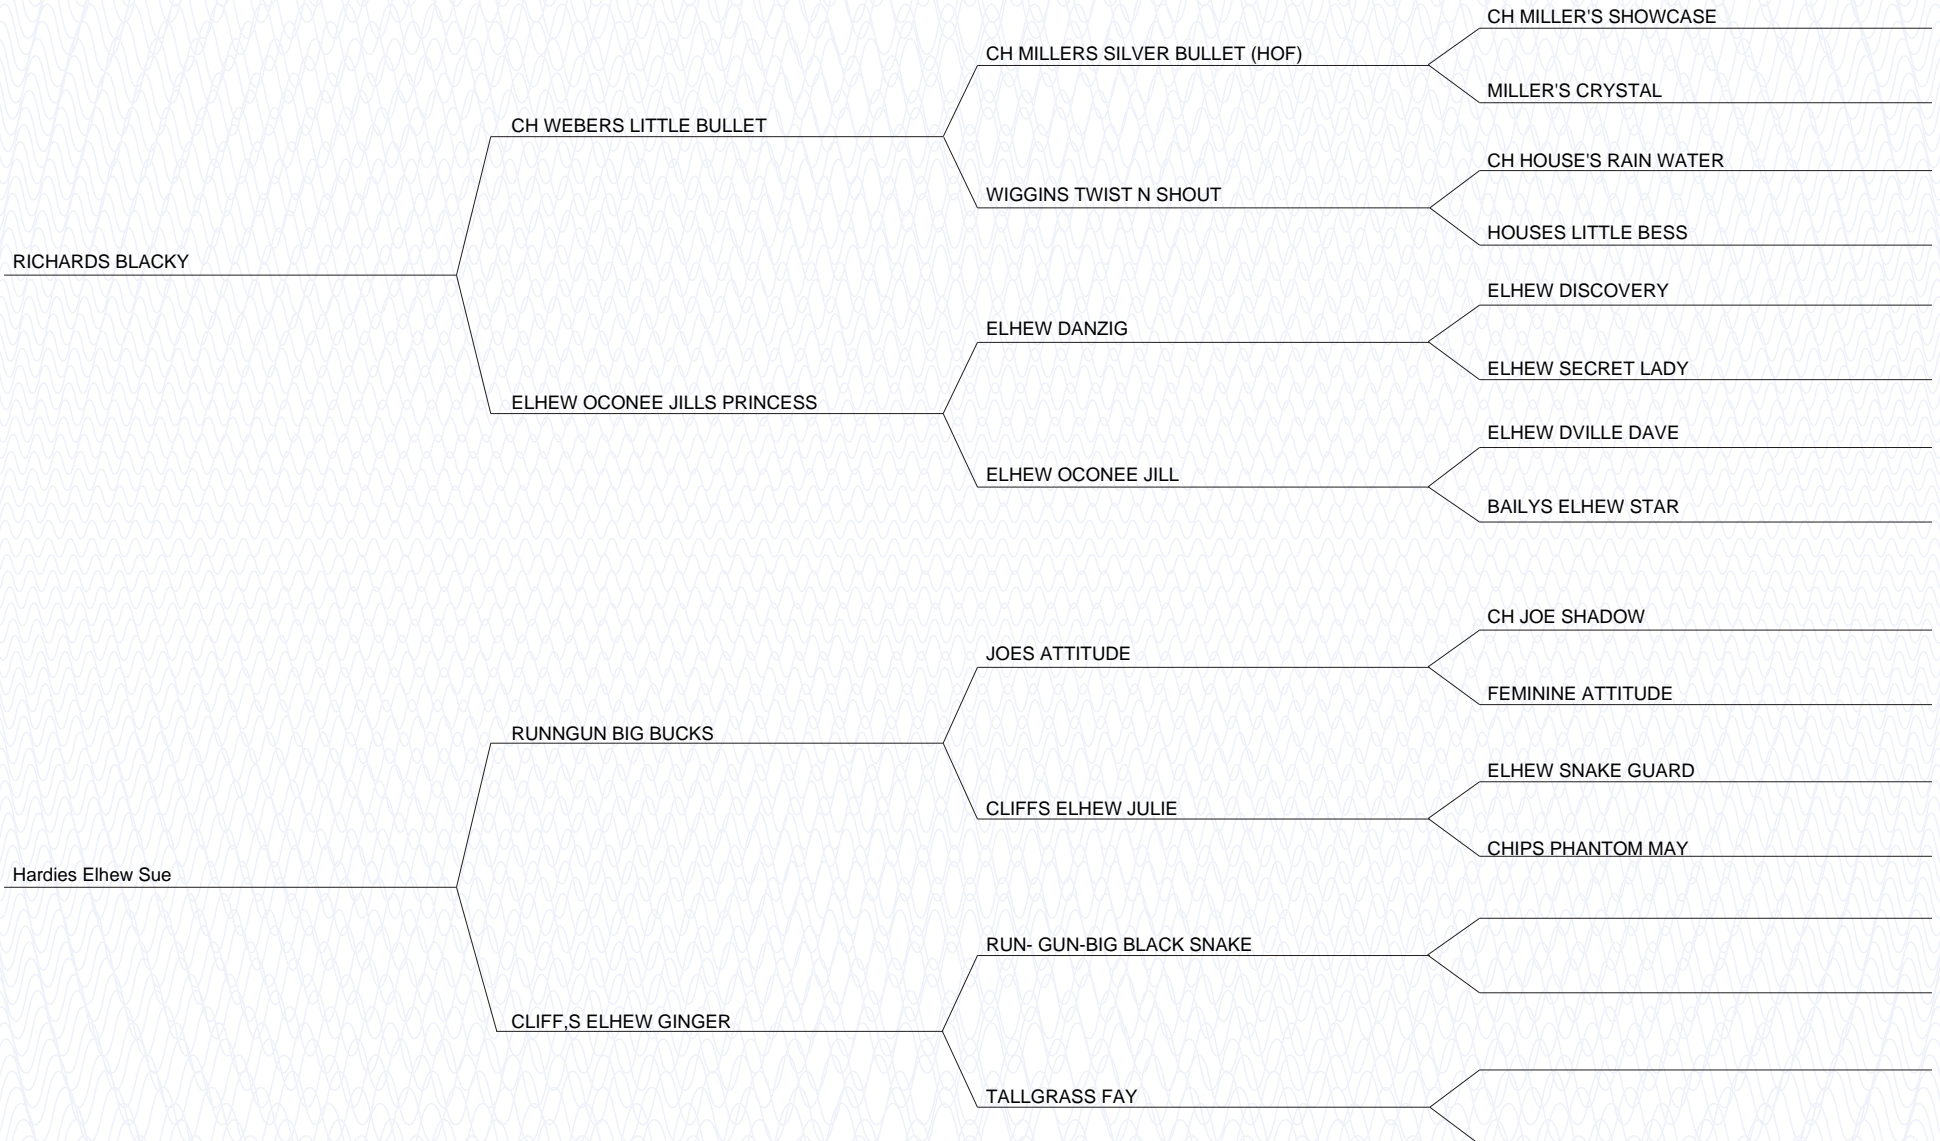 CH MILLER'S SHOWCASE
CH MILLERS SILVER BULLET (HOF)
MILLER'S CRYSTAL
CH WEBERS LITTLE BULLET
CH HOUSE'S RAIN WATER
WIGGINS TWIST N SHOUT
HOUSES LITTLE BESS
RICHARDS BLACKY
ELHEW DISCOVERY
ELHEW DANZIG
ELHEW SECRET LADY
ELHEW OCONEE JILLS PRINCESS
ELHEW DVILLE DAVE
ELHEW OCONEE JILL
BAILYS ELHEW STAR
CH JOE SHADOW
JOES ATTITUDE
FEMININE ATTITUDE
RUNNGUN BIG BUCKS
ELHEW SNAKE GUARD
CLIFFS ELHEW JULIE
CHIPS PHANTOM MAY
Hardies Elhew Sue
RUN- GUN-BIG BLACK SNAKE
CLIFF,S ELHEW GINGER
TALLGRASS FAY